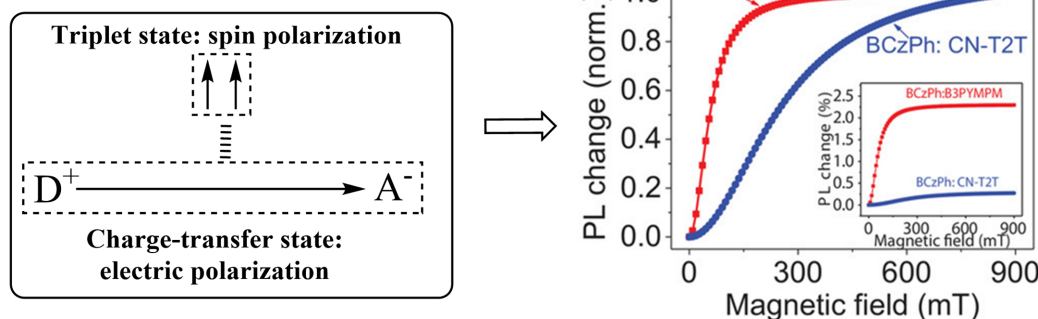 Triplet state: spin polarization
D+
A-
Charge-transfer state:
electric polarization
PL change (norm.)
0.8
0.6
0.4
0.2
0.0
0
300
600
900
Magnetic field (mT)
BCzPh: CN-T2T
PL change (%)
2.5
2.0
1.5
1.0
0.5
0.0
BCzPh:B3PYMPM
BCzPh: CN-T2T
0
300
600
900
Magnetic field (mT)